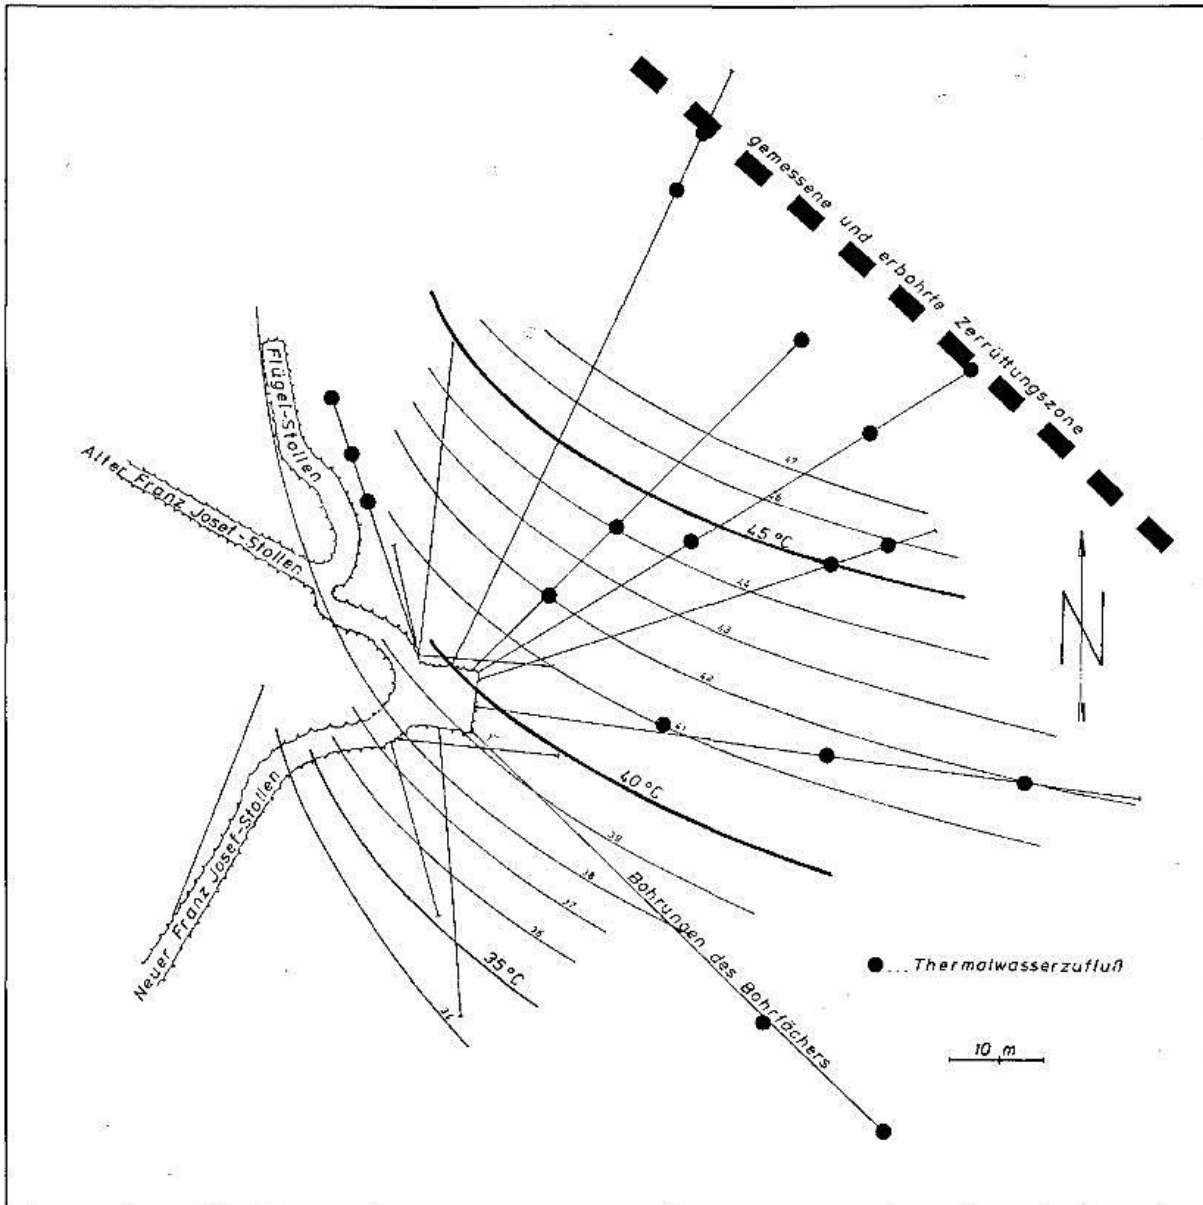 gemessene und erbohrte Zerrüttungszone
Flügel-Stollen
Alter Franz Josef-Stollen
47
46
45 °C
44
43
42
41
40 °C
39
38
37
36
35 °C
34
Neuer Franz Josef-Stollen
Bohrungen des Bohrfächers
N
... Thermalwasserzufluß
10 m